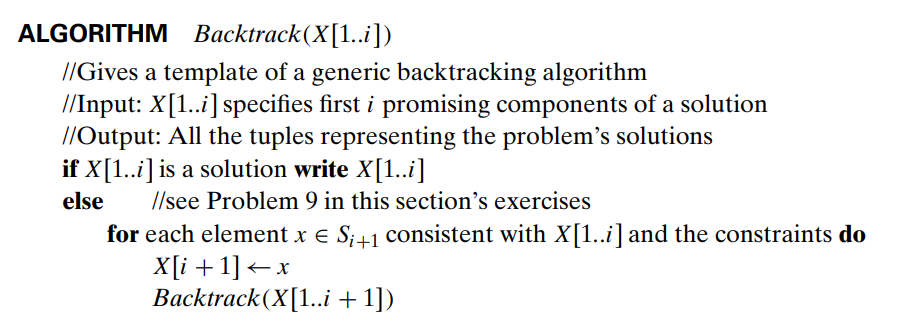 ALGORITHM Backtrack(X[1..i])
//Gives a template of a generic backtracking algorithm
//Input: X[1..i] specifies first i promising components of a solution
//Output: All the tuples representing the problem’s solutions
if X[1..i] is a solution write X[1..i]
else //see Problem 9 in this section’s exercises
for each element x ∈ Sᵢ₊₁ consistent with X[1..i] and the constraints do
X[i + 1] ← x
Backtrack(X[1..i + 1])